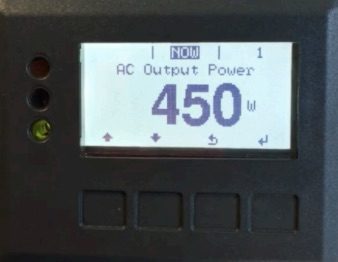 | NOW | 1
AC Output Power
450 W